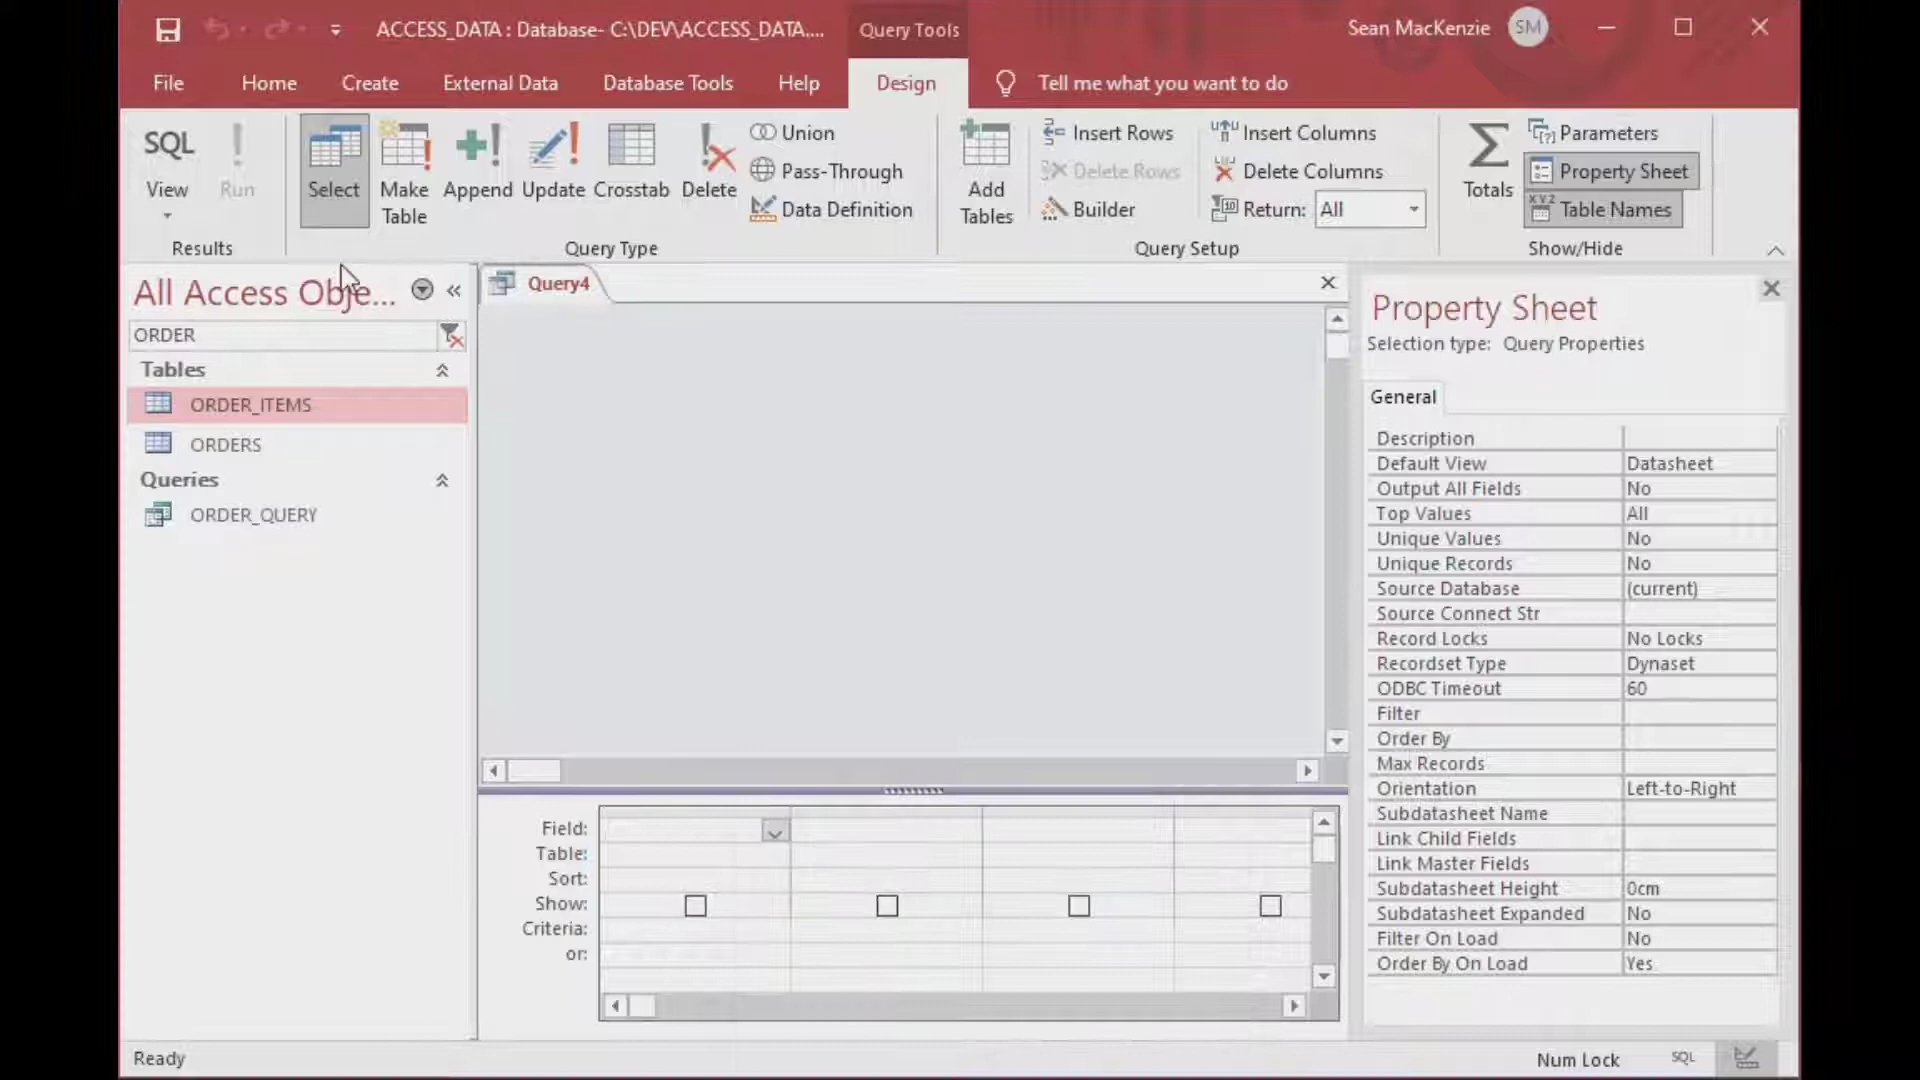 ACCESS_DATA : Database- C:\DEV\ACCESS_DATA....
Query Tools
Sean MacKenzie
SM
File
Home
Create
External Data
Database Tools
Help
Design
Tell me what you want to do
SQL
View
Run
Results
Select
Make
Table
Append
Update
Crosstab
Delete
Union
Pass-Through
Data Definition
Query Type
Add
Tables
Insert Rows
Delete Rows
Builder
Insert Columns
Delete Columns
Return: All
Query Setup
Totals
Parameters
Property Sheet
Table Names
Show/Hide
All Access Obje...
ORDER
Tables
ORDER_ITEMS
ORDERS
Queries
ORDER_QUERY
Query4
Field:
Table:
Sort:
Show:
Criteria:
or:
Property Sheet
Selection type: Query Properties
General
Description
Default View Datasheet
Output All Fields No
Top Values All
Unique Values No
Unique Records No
Source Database (current)
Source Connect Str
Record Locks No Locks
Recordset Type Dynaset
ODBC Timeout 60
Filter
Order By
Max Records
Orientation Left-to-Right
Subdatasheet Name
Link Child Fields
Link Master Fields
Subdatasheet Height 0cm
Subdatasheet Expanded No
Filter On Load No
Order By On Load Yes
Ready
Num Lock
SQL